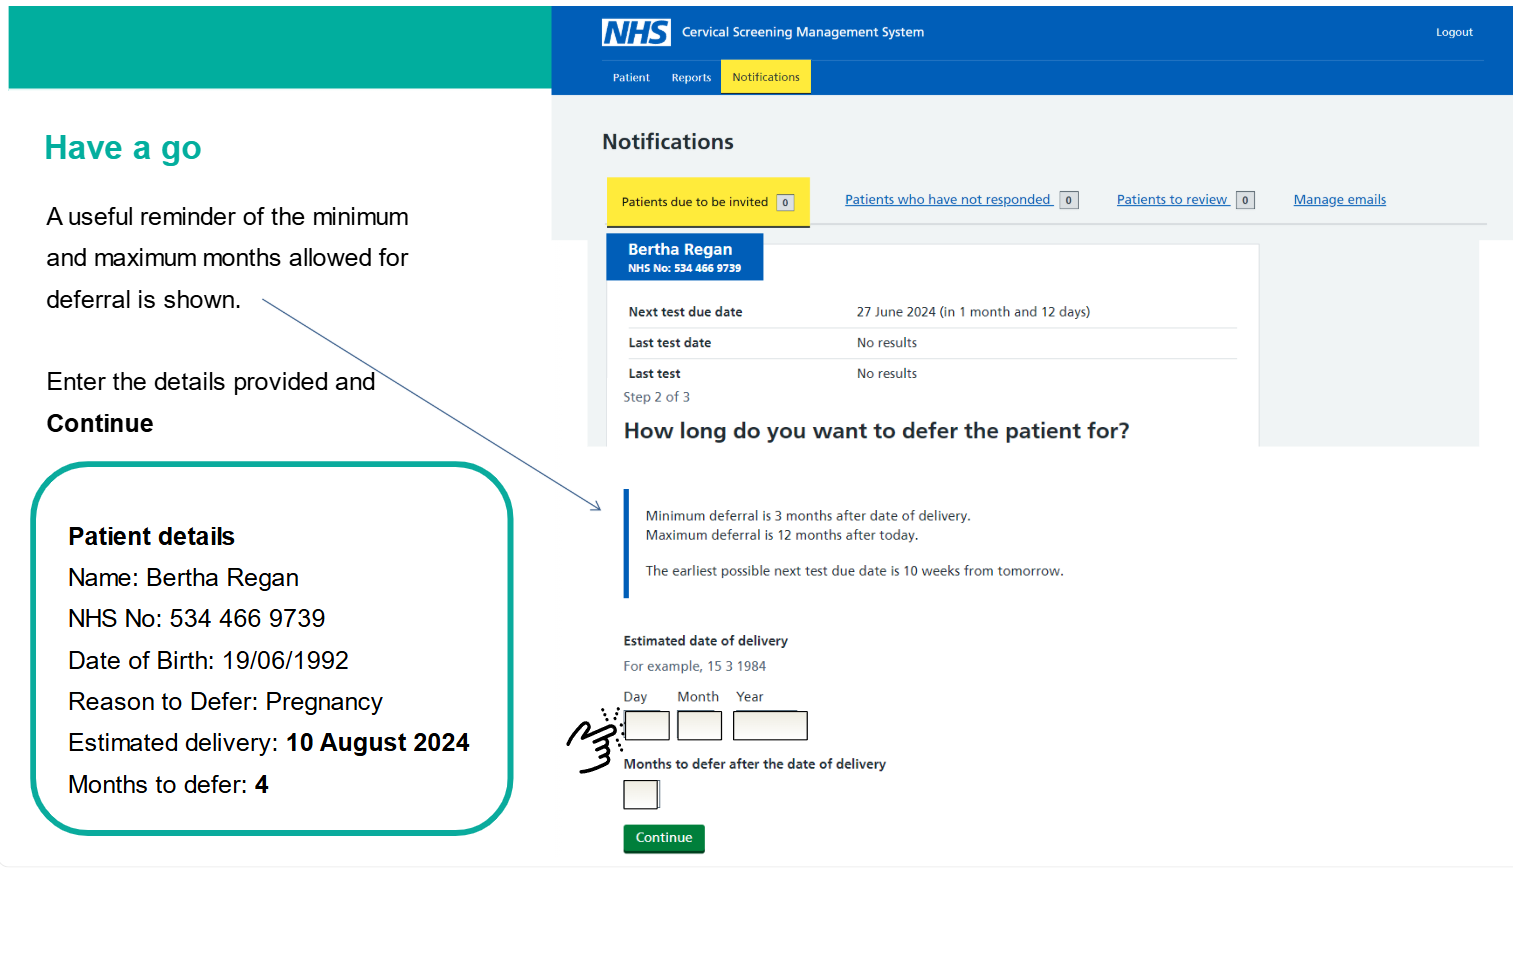 NHS Cervical Screening Management System
Logout
Patient Reports Notifications
Have a go
A useful reminder of the minimum
and maximum months allowed for
deferral is shown.
Enter the details provided and
Continue
Patient details
Name: Bertha Regan
NHS No: 534 466 9739
Date of Birth: 19/06/1992
Reason to Defer: Pregnancy
Estimated delivery: 10 August 2024
Months to defer: 4
Notifications
Patients due to be invited 0
Patients who have not responded 0
Patients to review 0
Manage emails
Bertha Regan
NHS No: 534 466 9739
Next test due date 27 June 2024 (in 1 month and 12 days)
Last test date No results
Last test No results
Step 2 of 3
How long do you want to defer the patient for?
Minimum deferral is 3 months after date of delivery.
Maximum deferral is 12 months after today.
The earliest possible next test due date is 10 weeks from tomorrow.
Estimated date of delivery
For example, 15 3 1984
Day Month Year
Months to defer after the date of delivery
Continue